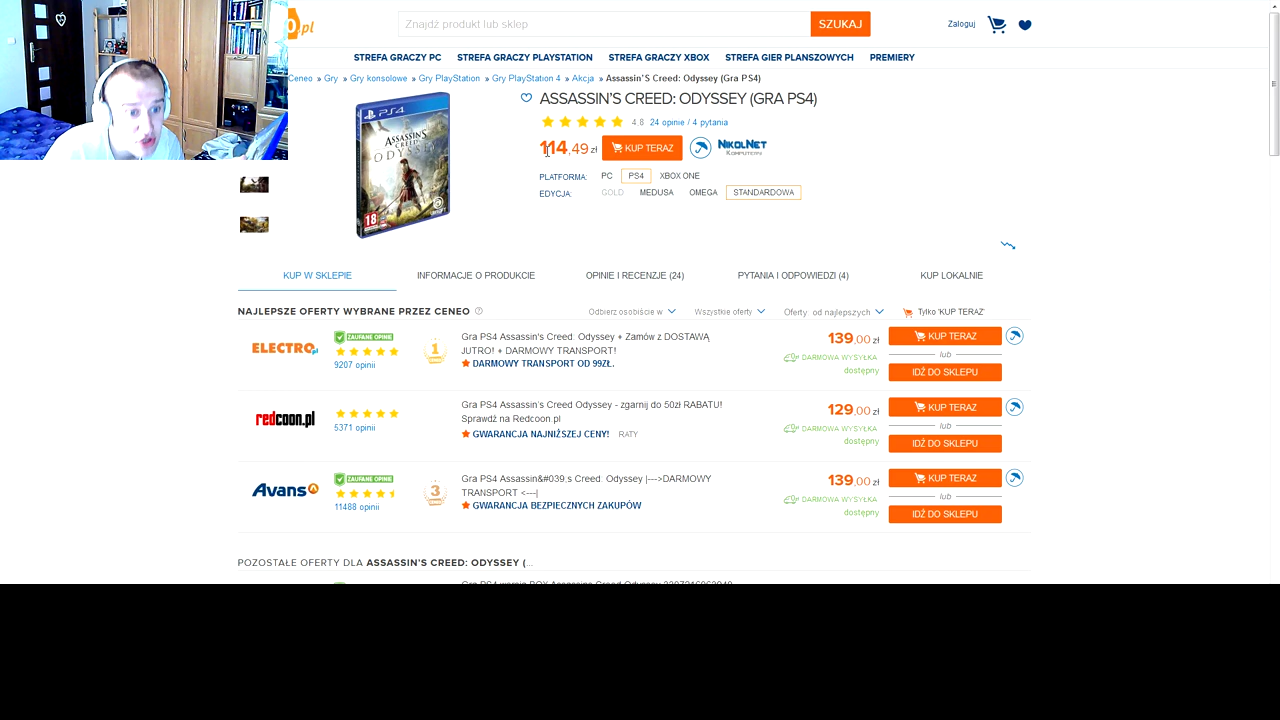 o.pl
Znajdź produkt lub sklep
SZUKAJ
Zaloguj
STREFA GRACZY PC STREFA GRACZY PLAYSTATION STREFA GRACZY XBOX STREFA GIER PLANSZOWYCH PREMIERY
Ceneo » Gry » Gry konsolowe » Gry PlayStation » Gry PlayStation 4 » Akcja » Assassin'S Creed: Odyssey (Gra PS4)
PS4
ASSASSIN'S CREED
ODYSSEY
18
UBISOFT
ASSASSIN'S CREED: ODYSSEY (GRA PS4)
4.8 24 opinie / 4 pytania
114,49 zł KUP TERAZ NIKOLNET KOMPUTERY
PLATFORMA: PC PS4 XBOX ONE
EDYCJA: GOLD MEDUSA OMEGA STANDARDOWA
KUP W SKLEPIE INFORMACJE O PRODUKCIE OPINIE I RECENZJE (24) PYTANIA I ODPOWIEDZI (4) KUP LOKALNIE
NAJLEPSZE OFERTY WYBRANE PRZEZ CENEO ? Odbierz osobiście w Wszystkie oferty Oferty od najlepszych Tylko 'KUP TERAZ'
ELECTRO.pl
ZAUFANE OPINIE
9207 opinii
1
Gra PS4 Assassin's Creed: Odyssey + Zamów z DOSTAWĄ
JUTRO! + DARMOWY TRANSPORT!
DARMOWY TRANSPORT OD 99ZŁ.
139,00 zł
DARMOWA WYSYŁKA
dostępny
KUP TERAZ
lub
IDŹ DO SKLEPU
redcoon.pl
5371 opinii
Gra PS4 Assassin's Creed Odyssey - zgarnij do 50zł RABATU!
Sprawdź na Redcoon.pl
GWARANCJA NAJNIŻSZEJ CENY! RATY
129,00 zł
DARMOWA WYSYŁKA
dostępny
KUP TERAZ
lub
IDŹ DO SKLEPU
Avans
ZAUFANE OPINIE
11488 opinii
3
Gra PS4 Assassin&#039.s Creed: Odyssey |--->DARMOWY
TRANSPORT <---|
GWARANCJA BEZPIECZNYCH ZAKUPÓW
139,00 zł
DARMOWA WYSYŁKA
dostępny
KUP TERAZ
lub
IDŹ DO SKLEPU
POZOSTAŁE OFERTY DLA ASSASSIN'S CREED: ODYSSEY (...